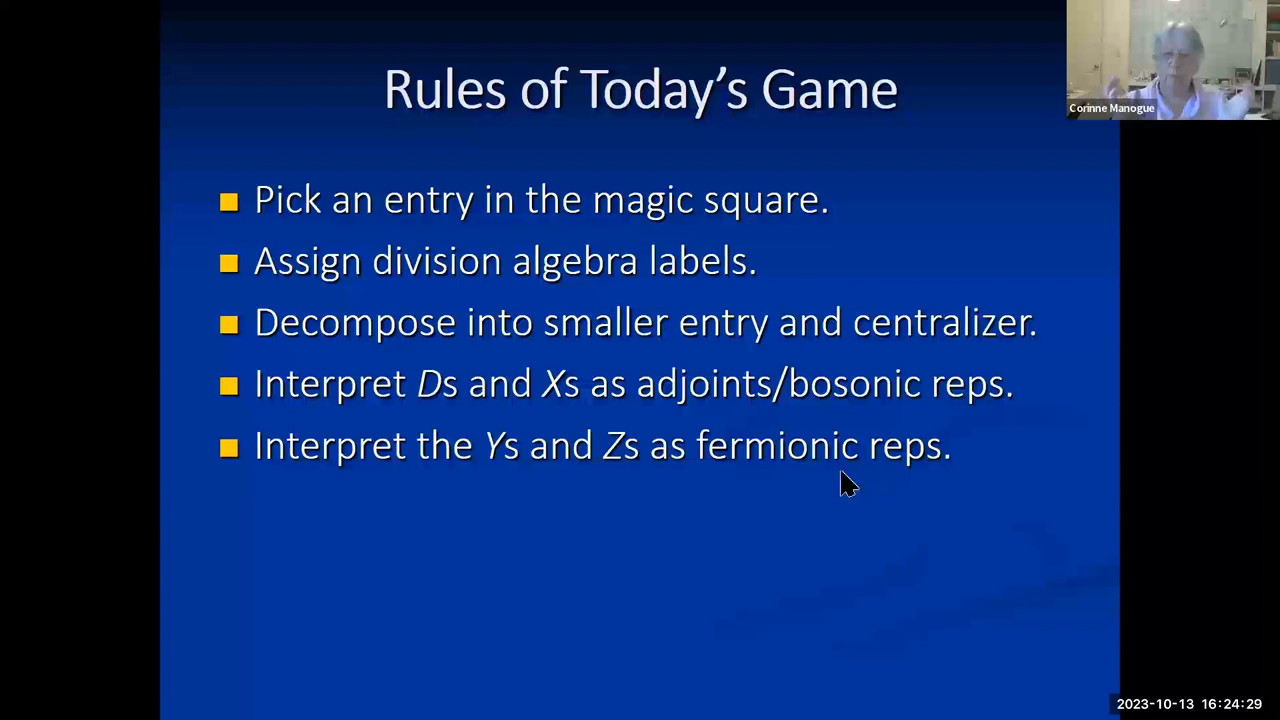 Rules of Today's Game
Corinne Manogue
Pick an entry in the magic square.
Assign division algebra labels.
Decompose into smaller entry and centralizer.
Interpret Ds and Xs as adjoints/bosonic reps.
Interpret the Ys and Zs as fermionic reps.
2023-10-13 16:24:29